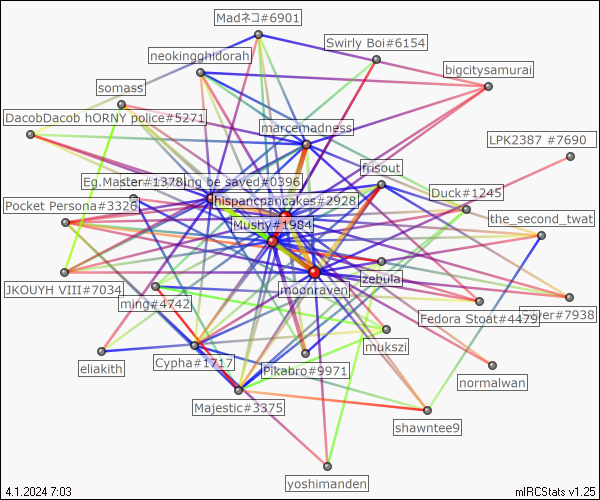 Madネコ#6901
Swirly Boi#6154
neokingghidorah
bigcitysamurai
somass
DacobDacob hORNY police#5271
marcemadness
LPK2387 #7690
frisout
Eg.Master#1378
ing be saved#0396
Duck#1245
hispancpancakes#2928
Pocket Persona#3326
the_second_twat
Mushy#1984
zebula
JKOUYH VIII#7034
moonraven
ming#4742
Fedora Stoat#4479
#7938
mukszi
Cypha#1717
eliakith
Pikabro#9971
normalwan
Majestic#3375
shawntee9
yoshimanden
4.1.2024 7:03
mIRCStats v1.25